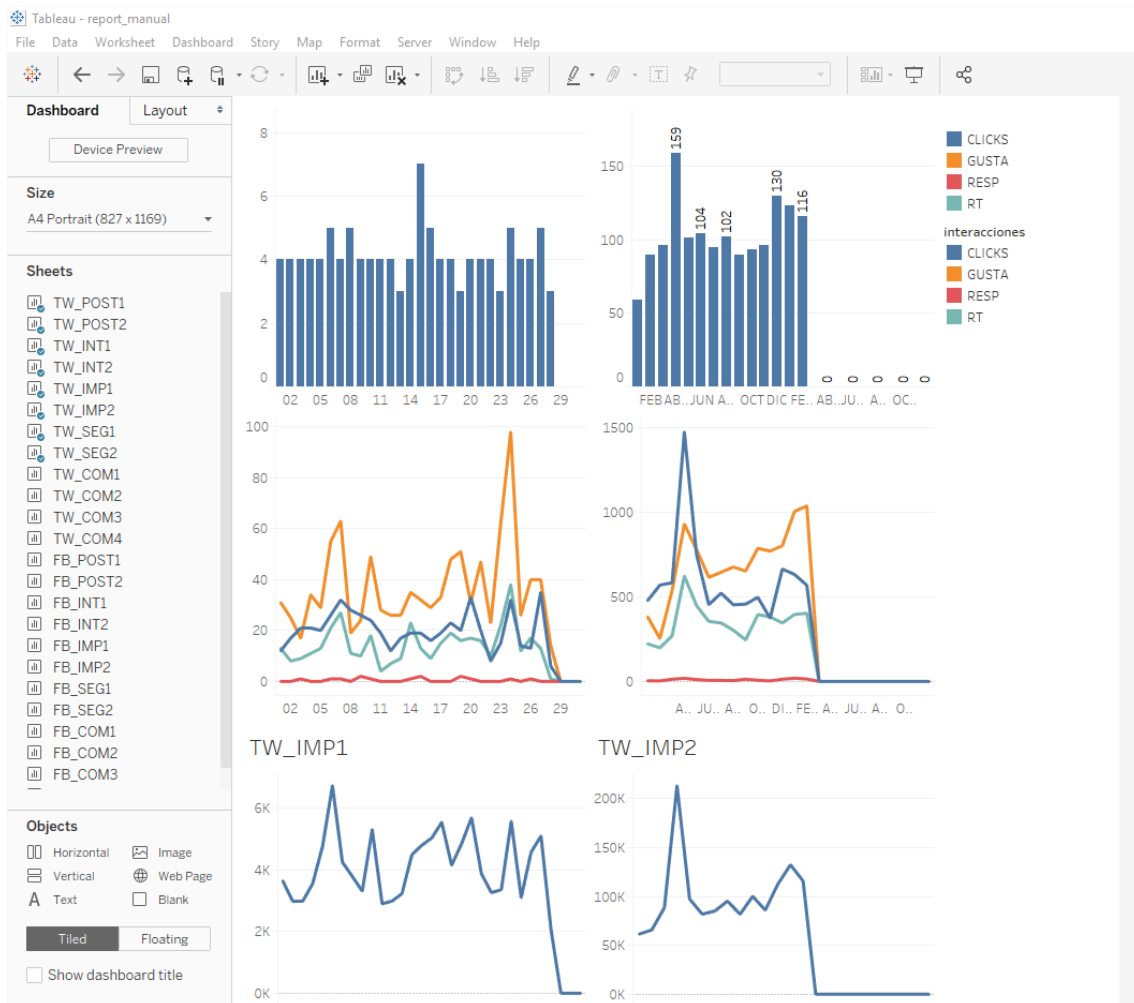 Tableau - report_manual
File Data Worksheet Dashboard Story Map Format Server Window Help
Dashboard Layout
Device Preview
Size
A4 Portrait (827 x 1169)
Sheets
TW_POST1
TW_POST2
TW_INT1
TW_INT2
TW_IMP1
TW_IMP2
TW_SEG1
TW_SEG2
TW_COM1
TW_COM2
TW_COM3
TW_COM4
FB_POST1
FB_POST2
FB_INT1
FB_INT2
FB_IMP1
FB_IMP2
FB_SEG1
FB_SEG2
FB_COM1
FB_COM2
FB_COM3
Objects
Horizontal Image
Vertical Web Page
A Text Blank
Tiled Floating
Show dashboard title
8
6
4
2
0
02 05 08 11 14 17 20 23 26 29
150
100
50
0
159 104 102 130 116 0 0 0 0 0
FEB AB.. JUN A.. OCT DIC FE.. AB.. JU.. A.. OC..
CLICKS
GUSTA
RESP
RT
interacciones
CLICKS
GUSTA
RESP
RT
100
80
60
40
20
0
02 05 08 11 14 17 20 23 26 29
1500
1000
500
0
A.. JU.. A.. O.. DI.. FE.. A.. JU.. A.. O..
TW_IMP1
6K
4K
2K
0K
TW_IMP2
200K
150K
100K
50K
0K